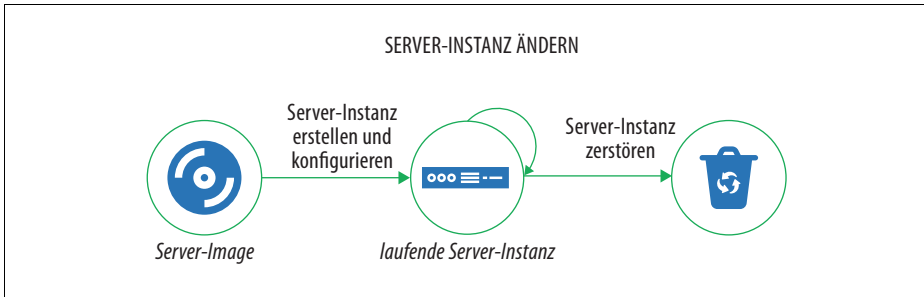 SERVER-INSTANZ ÄNDERN
Server-Instanz
erstellen und
konfigurieren
Server-Instanz
zerstören
Server-Image
laufende Server-Instanz